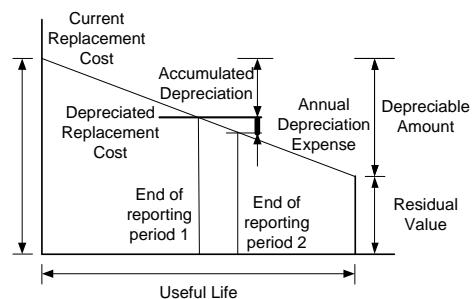 Current
Replacement
Cost
Accumulated
Depreciation
Depreciated
Replacement
Cost
Annual
Depreciation
Expense
Depreciable
Amount
End of
reporting
period 1
End of
reporting
period 2
Residual
Value
Useful Life